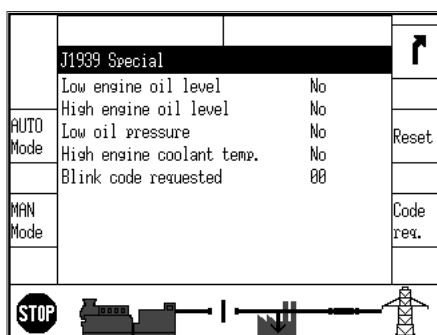 J1939 Special
Low engine oil level No
High engine oil level No
Low oil pressure No
High engine coolant temp. No
Blink code requested 00
AUTO
Mode
MAN
Mode
Reset
Code
req.
STOP